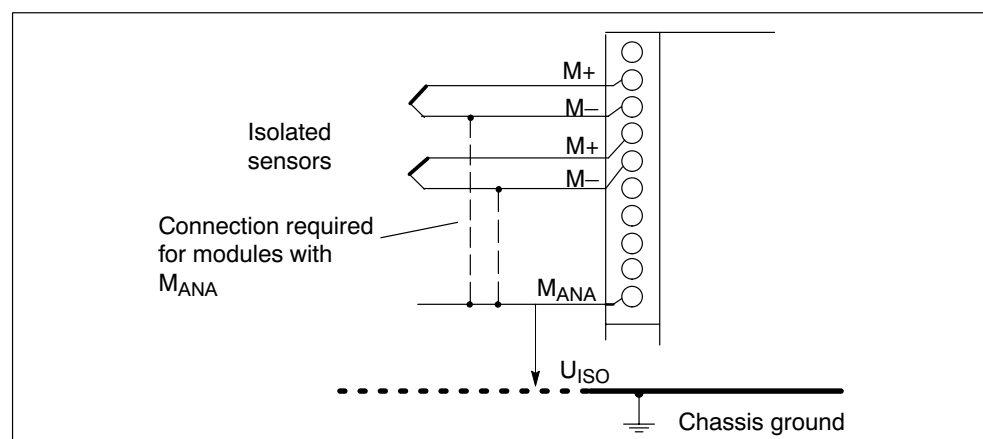 M+
M–
Isolated
sensors
M+
M–
Connection required
for modules with
MANA
MANA
UISO
Chassis ground